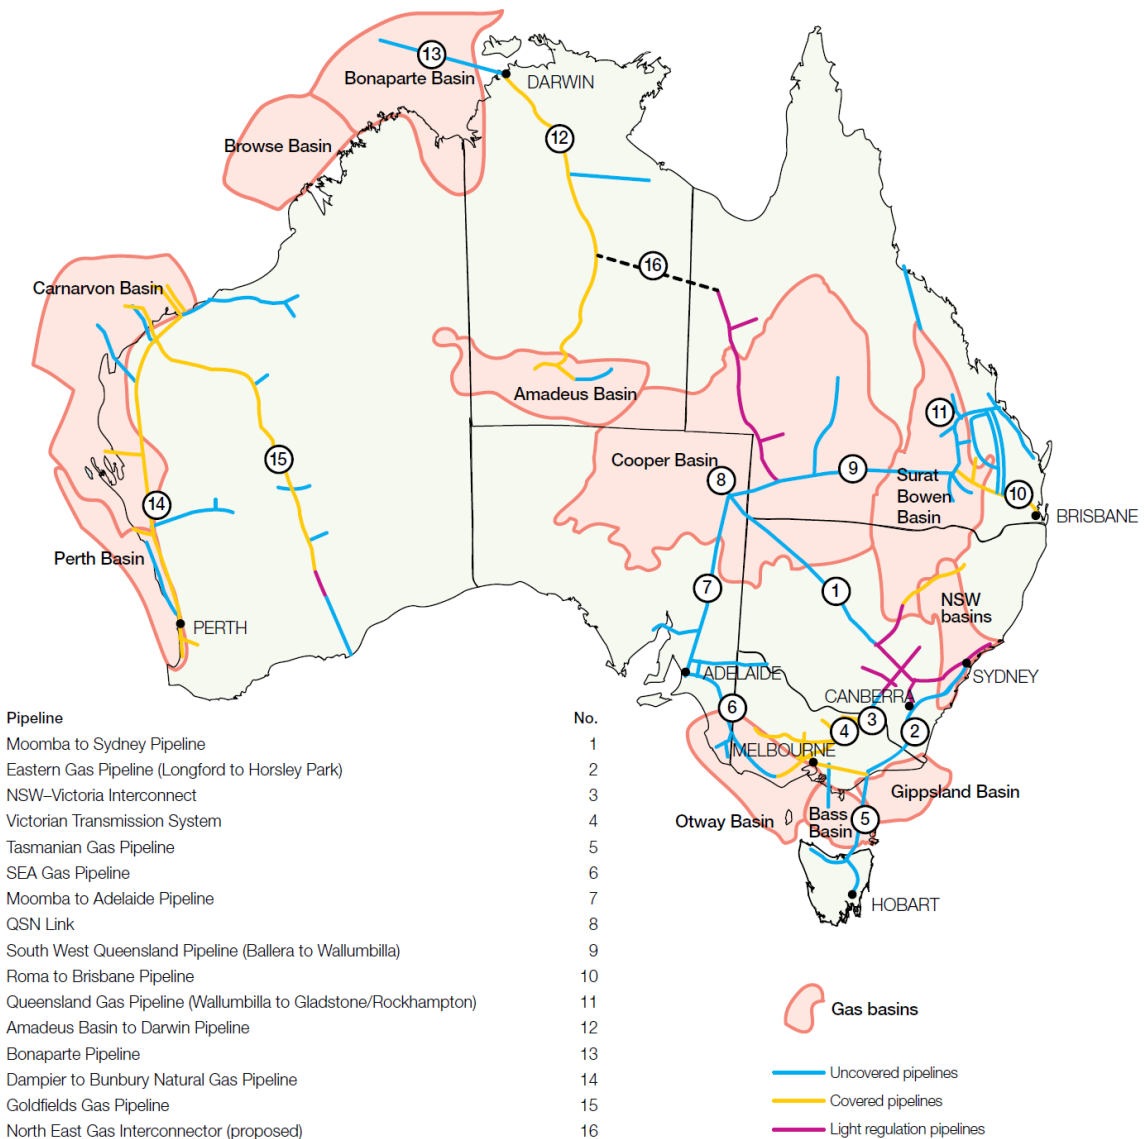 13
Bonaparte Basin
DARWIN
12
Browse Basin
16
Carnarvon Basin
Amadeus Basin
11
15
Cooper Basin
8
9
Surat
Bowen
Basin
10
BRISBANE
14
Perth Basin
7
1
NSW
basins
PERTH
ADELAIDE
SYDNEY
CANBERRA
6
3
4
2
MELBOURNE
Gippsland Basin
Otway Basin
Bass
Basin
5
HOBART
Pipeline No.
Moomba to Sydney Pipeline 1
Eastern Gas Pipeline (Longford to Horsley Park) 2
NSW–Victoria Interconnect 3
Victorian Transmission System 4
Tasmanian Gas Pipeline 5
SEA Gas Pipeline 6
Moomba to Adelaide Pipeline 7
QSN Link 8
South West Queensland Pipeline (Ballera to Wallumbilla) 9
Roma to Brisbane Pipeline 10
Queensland Gas Pipeline (Wallumbilla to Gladstone/Rockhampton) 11
Amadeus Basin to Darwin Pipeline 12
Bonaparte Pipeline 13
Dampier to Bunbury Natural Gas Pipeline 14
Goldfields Gas Pipeline 15
North East Gas Interconnector (proposed) 16
Gas basins
Uncovered pipelines
Covered pipelines
Light regulation pipelines